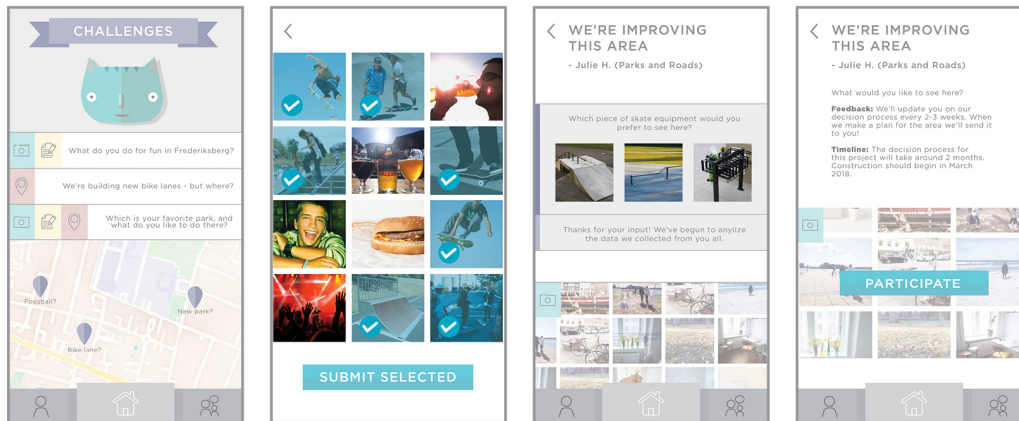 CHALLENGES
What do you do for fun in Frederiksberg?
We're building new bike lanes - but where?
Which is your favorite park, and
what do you like to do there?
Foosball?
New park?
Bike lane?
SUBMIT SELECTED
WE'RE IMPROVING
THIS AREA
- Julie H. (Parks and Roads)
Which piece of skate equipment would you
prefer to see here?
Thanks for your input! We've begun to anylize
the data we collected from you all.
WE'RE IMPROVING
THIS AREA
- Julie H. (Parks and Roads)
What would you like to see here?
Feedback: We'll update you on our
decision process every 2-3 weeks. When
we make a plan for the area we'll send it
to you!
Timeline: The decision process for
this project will take around 2 months.
Construction should begin in March
2018.
PARTICIPATE